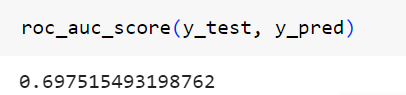 roc_auc_score(y_test, y_pred)
0.697515493198762